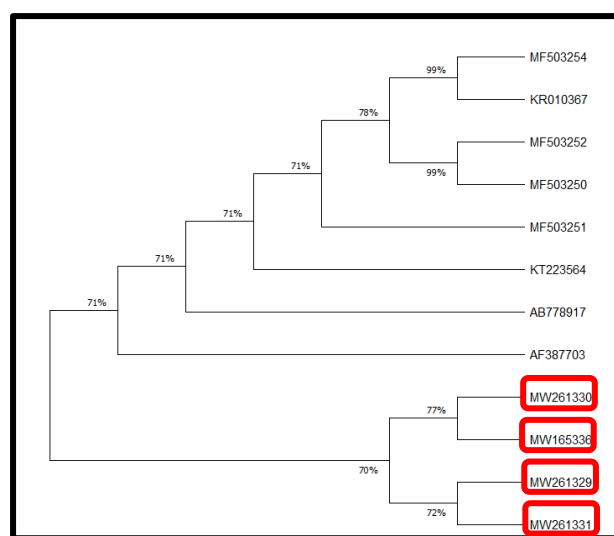 MF503254
99%
KR010367
78%
MF503252
71%
99%
MF503250
71%
MF503251
71%
KT223564
71%
AB778917
AF387703
MW261330
77%
MW165336
70%
MW261329
72%
MW261331